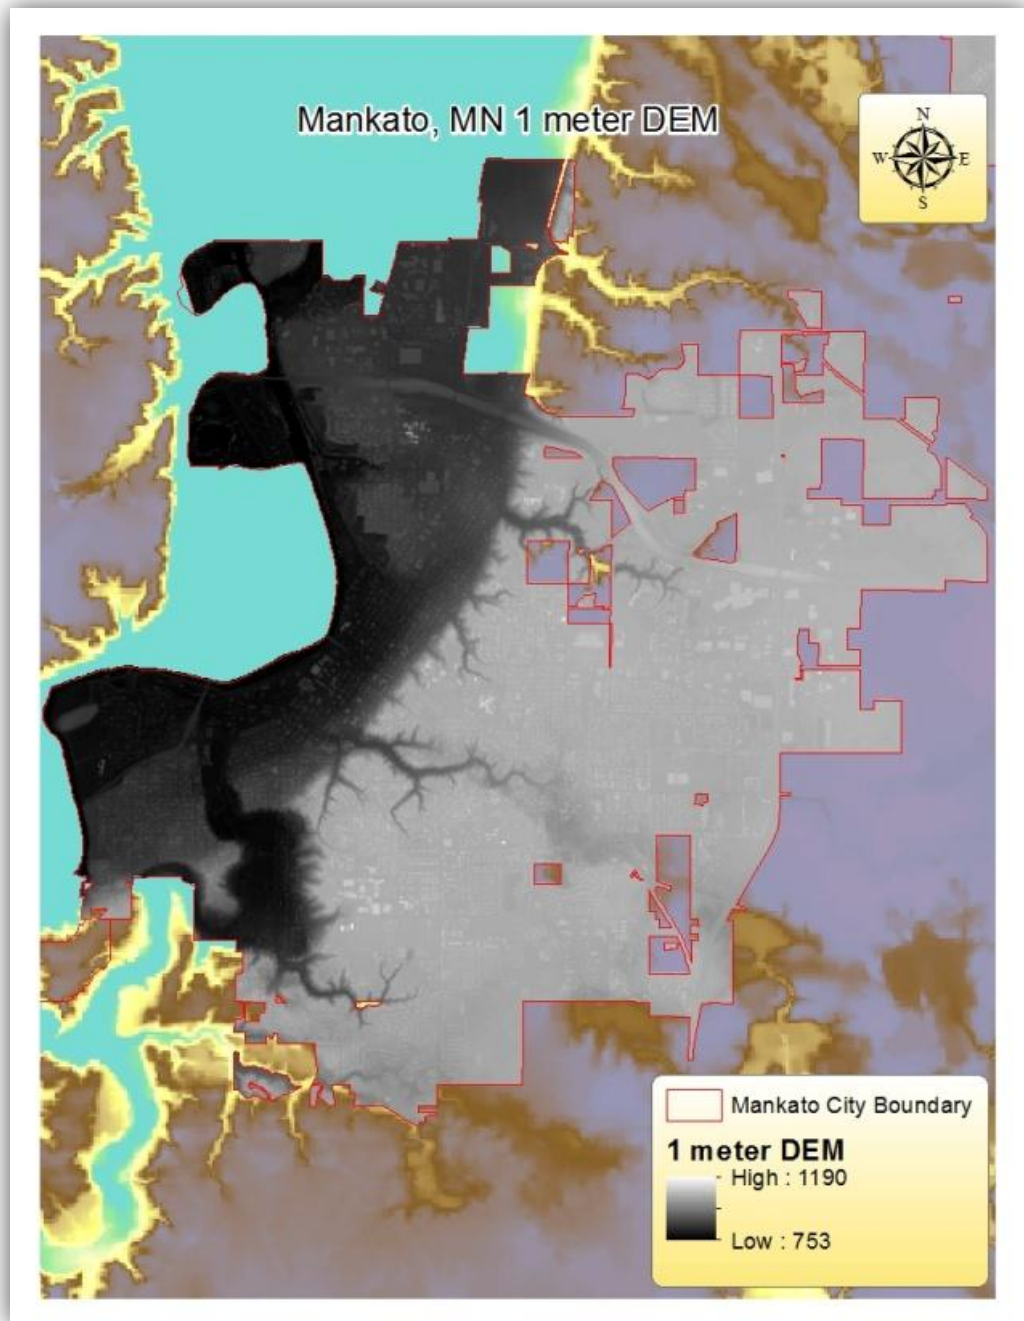 Mankato, MN 1 meter DEM
N
W E
S
Mankato City Boundary
1 meter DEM
High : 1190
Low : 753